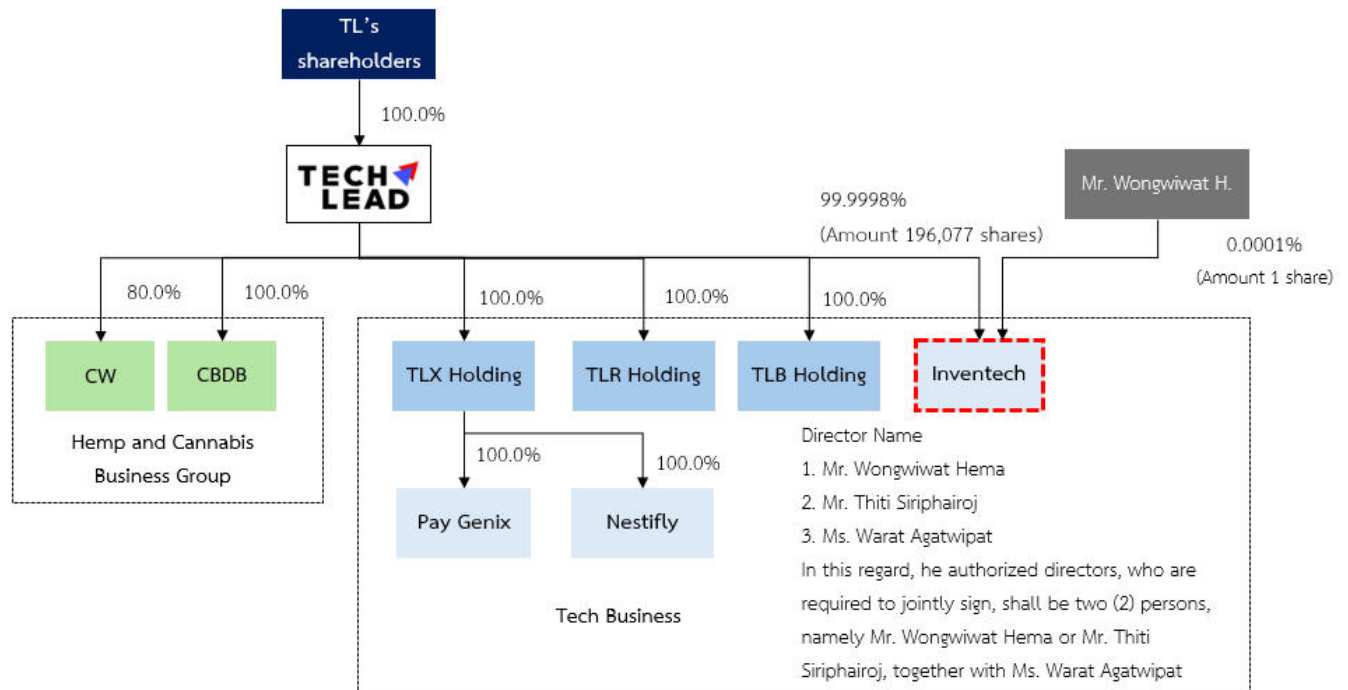 TL's
shareholders
100.0%
TECH
LEAD
Mr. Wongwiwat H.
99.9998%
(Amount 196,077 shares)
0.0001%
(Amount 1 share)
80.0%
100.0%
100.0%
100.0%
100.0%
CW
CBDB
TLX Holding
TLR Holding
TLB Holding
Inventech
Hemp and Cannabis
Business Group
100.0%
100.0%
Pay Genix
Nestifly
Tech Business
Director Name
1. Mr. Wongwiwat Hema
2. Mr. Thiti Siriphairoj
3. Ms. Warat Agatwipat
In this regard, he authorized directors, who are
required to jointly sign, shall be two (2) persons,
namely Mr. Wongwiwat Hema or Mr. Thiti
Siriphairoj, together with Ms. Warat Agatwipat